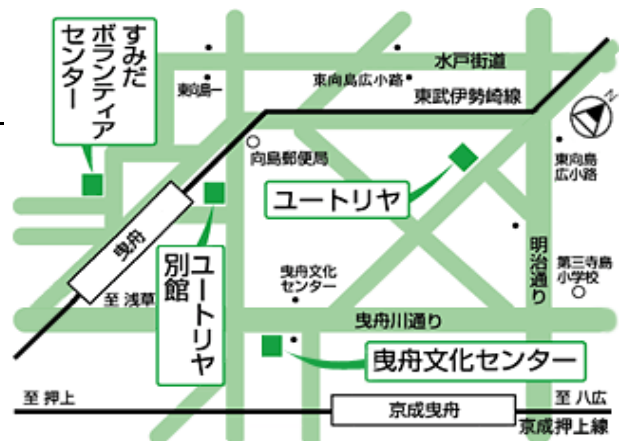 すみだ
ボランティア
センター
水戸街道
東向島一
東向島広小路
東武伊勢崎線
N
向島郵便局
東向島
広小路
ユートリヤ
曳舟
ユートリヤ
別館
明治通り
第三寺島
小学校
曳舟文化
センター
至 浅草
曳舟川通り
曳舟文化センター
至 押上
京成曳舟
至 八広
京成押上線